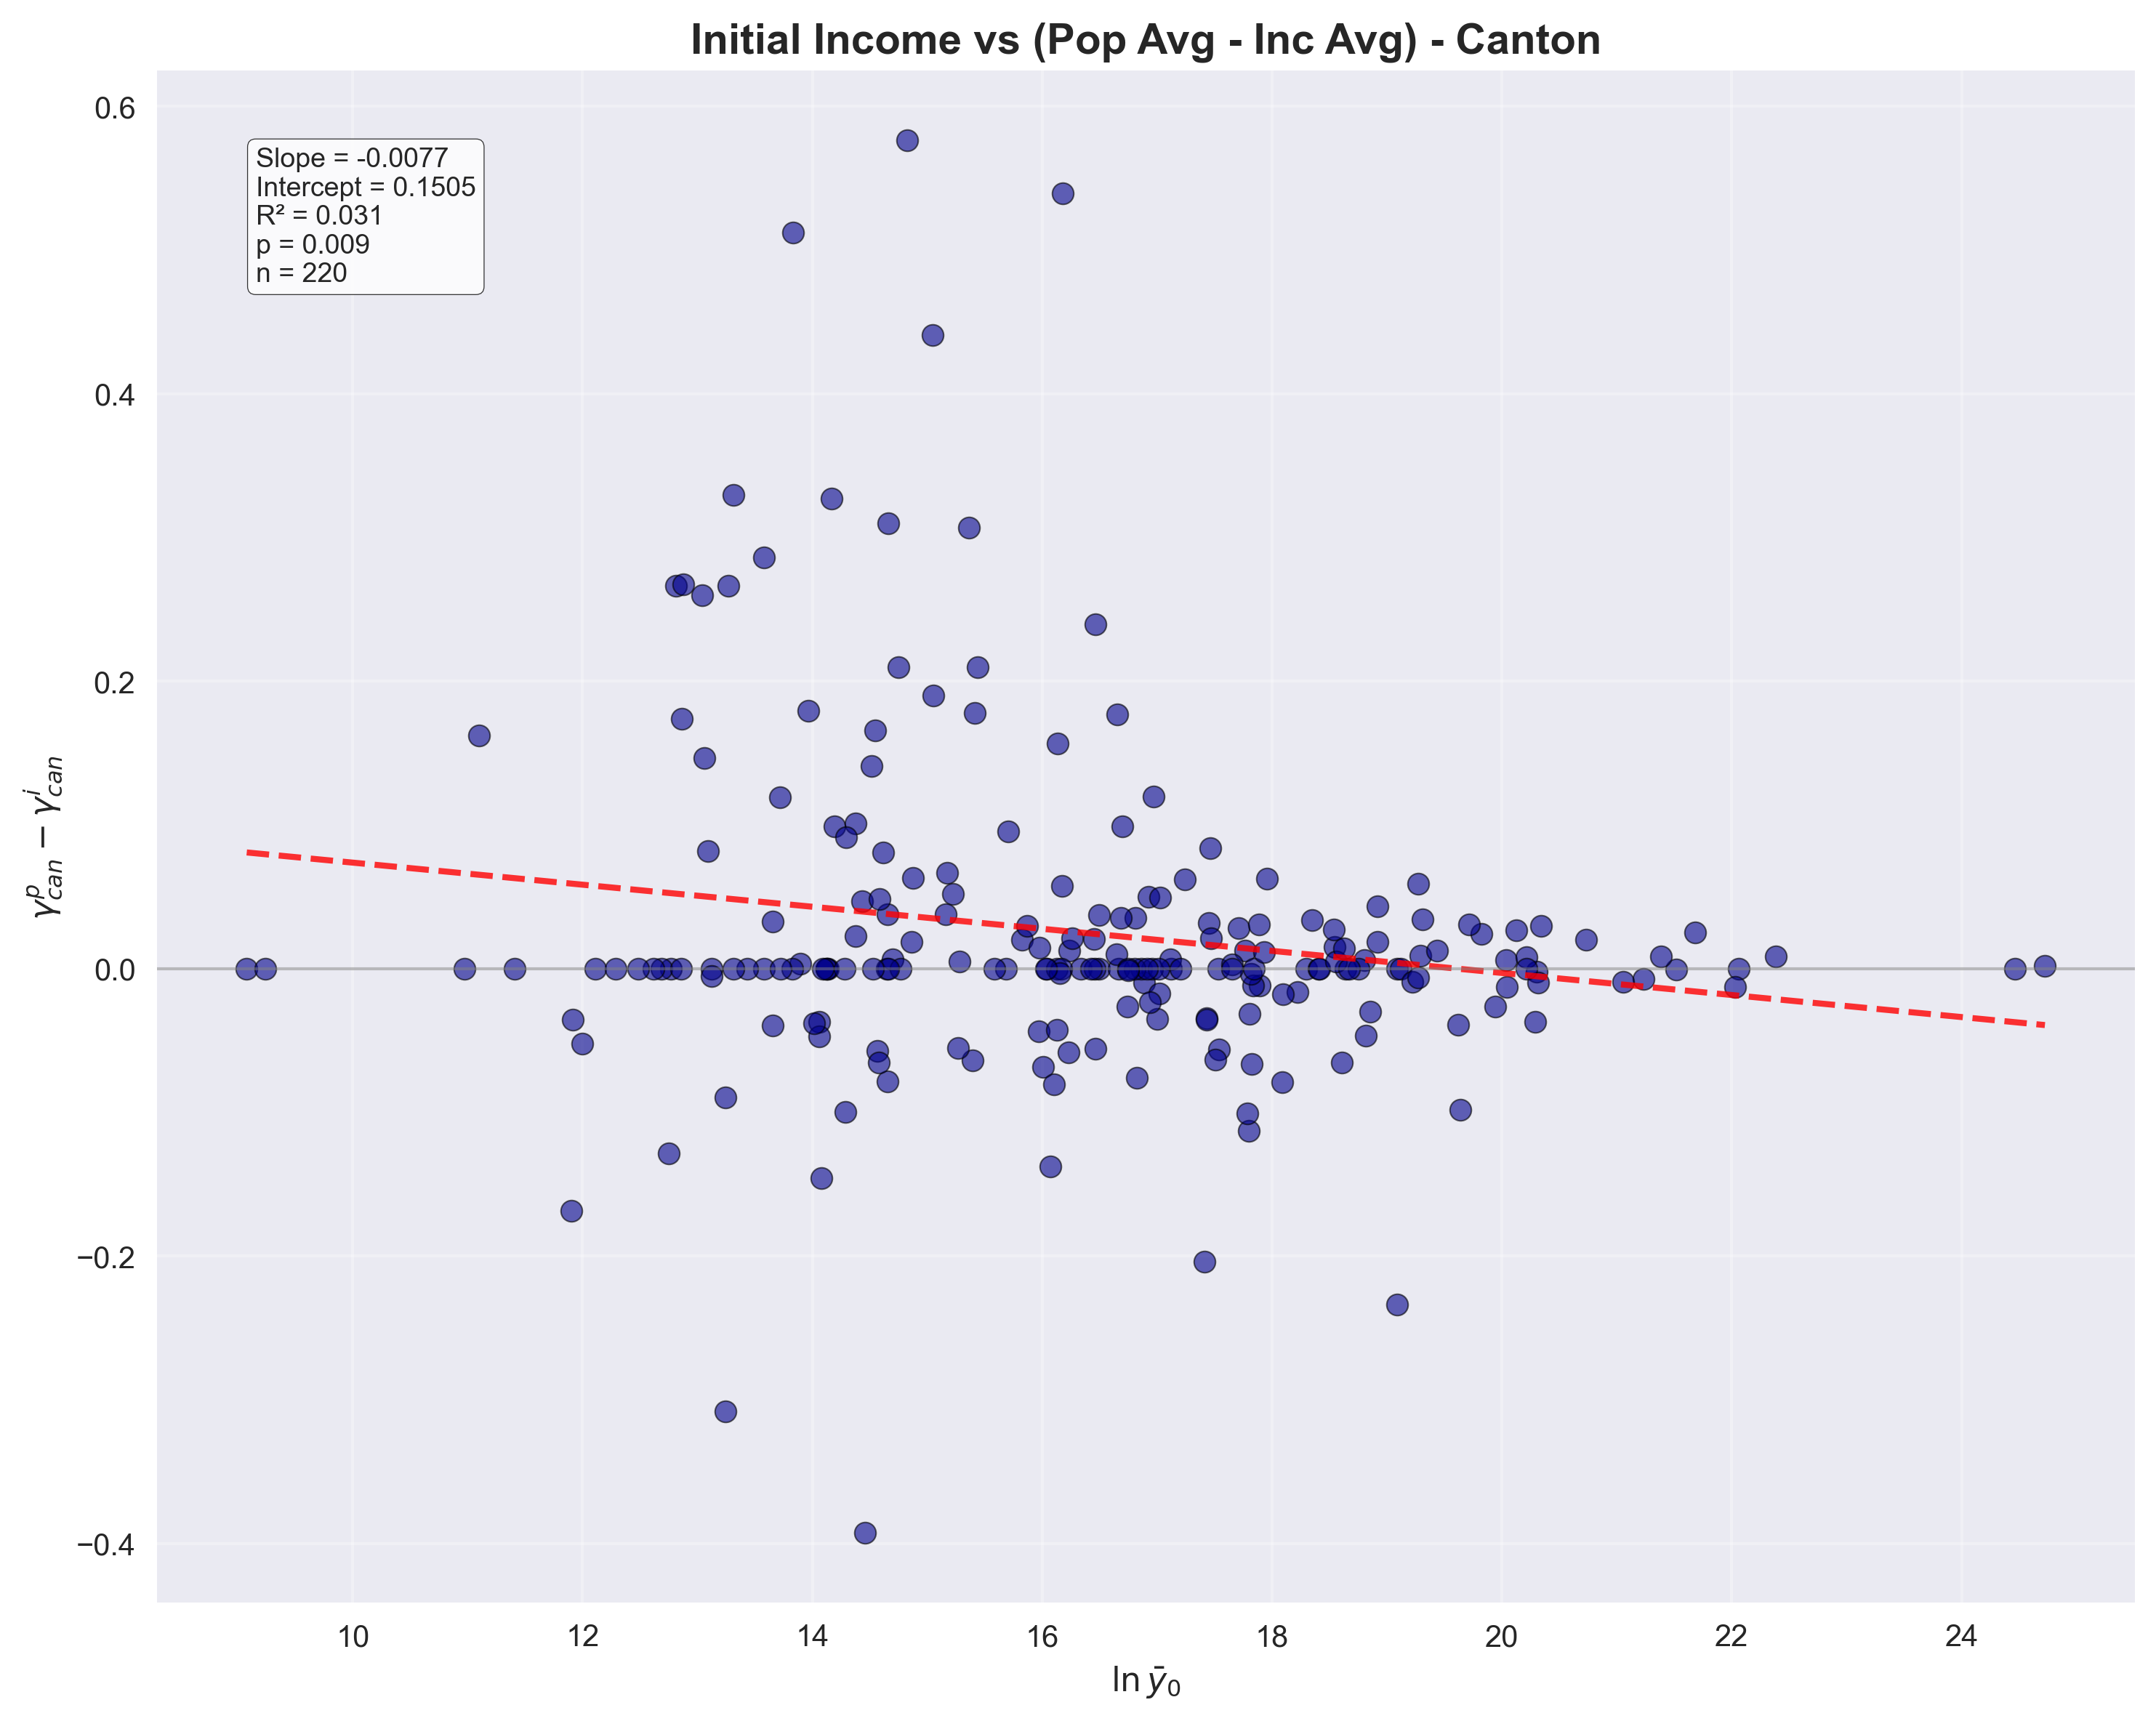 Initial Income vs (Pop Avg - Inc Avg) - Canton
0.6
0.4
0.2
0.0
−0.2
−0.4
Slope = -0.0077
Intercept = 0.1505
R² = 0.031
p = 0.009
n = 220
γ^p_can − γ^i_can
10 12 14 16 18 20 22 24
ln ȳ₀